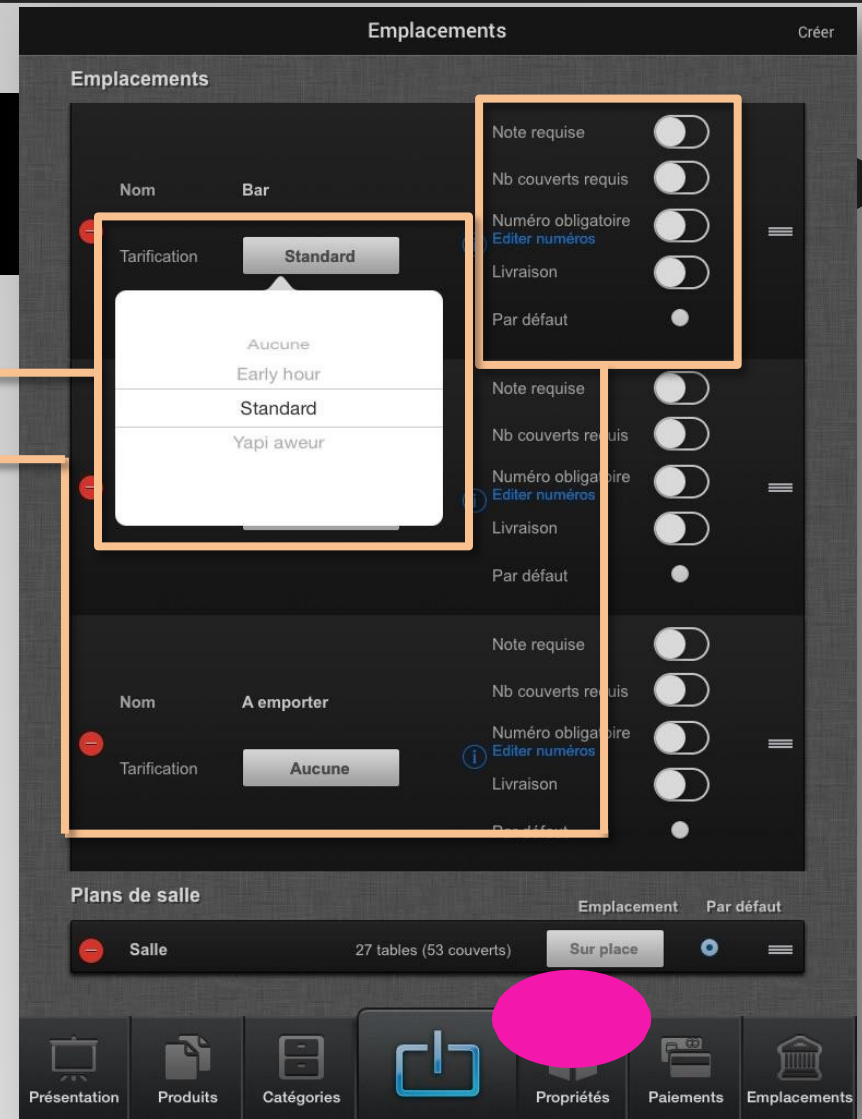 Emplacements
Créer
Emplacements
Note requise
Nb couverts requis
Nom Bar
Numéro obligatoire
Editer numéros
Tarification Standard
Livraison
Par défaut
Aucune
Early hour
Standard
Yapi aweur
Note requise
Nb couverts requis
Numéro obligatoire
Editer numéros
Livraison
Par défaut
Note requise
Nb couverts requis
Nom A emporter
Numéro obligatoire
Editer numéros
Tarification Aucune
Livraison
Par défaut
Plans de salle
Emplacement Par défaut
Salle 27 tables (53 couverts) Sur place
Présentation Produits Catégories Propriétés Paiements Emplacements